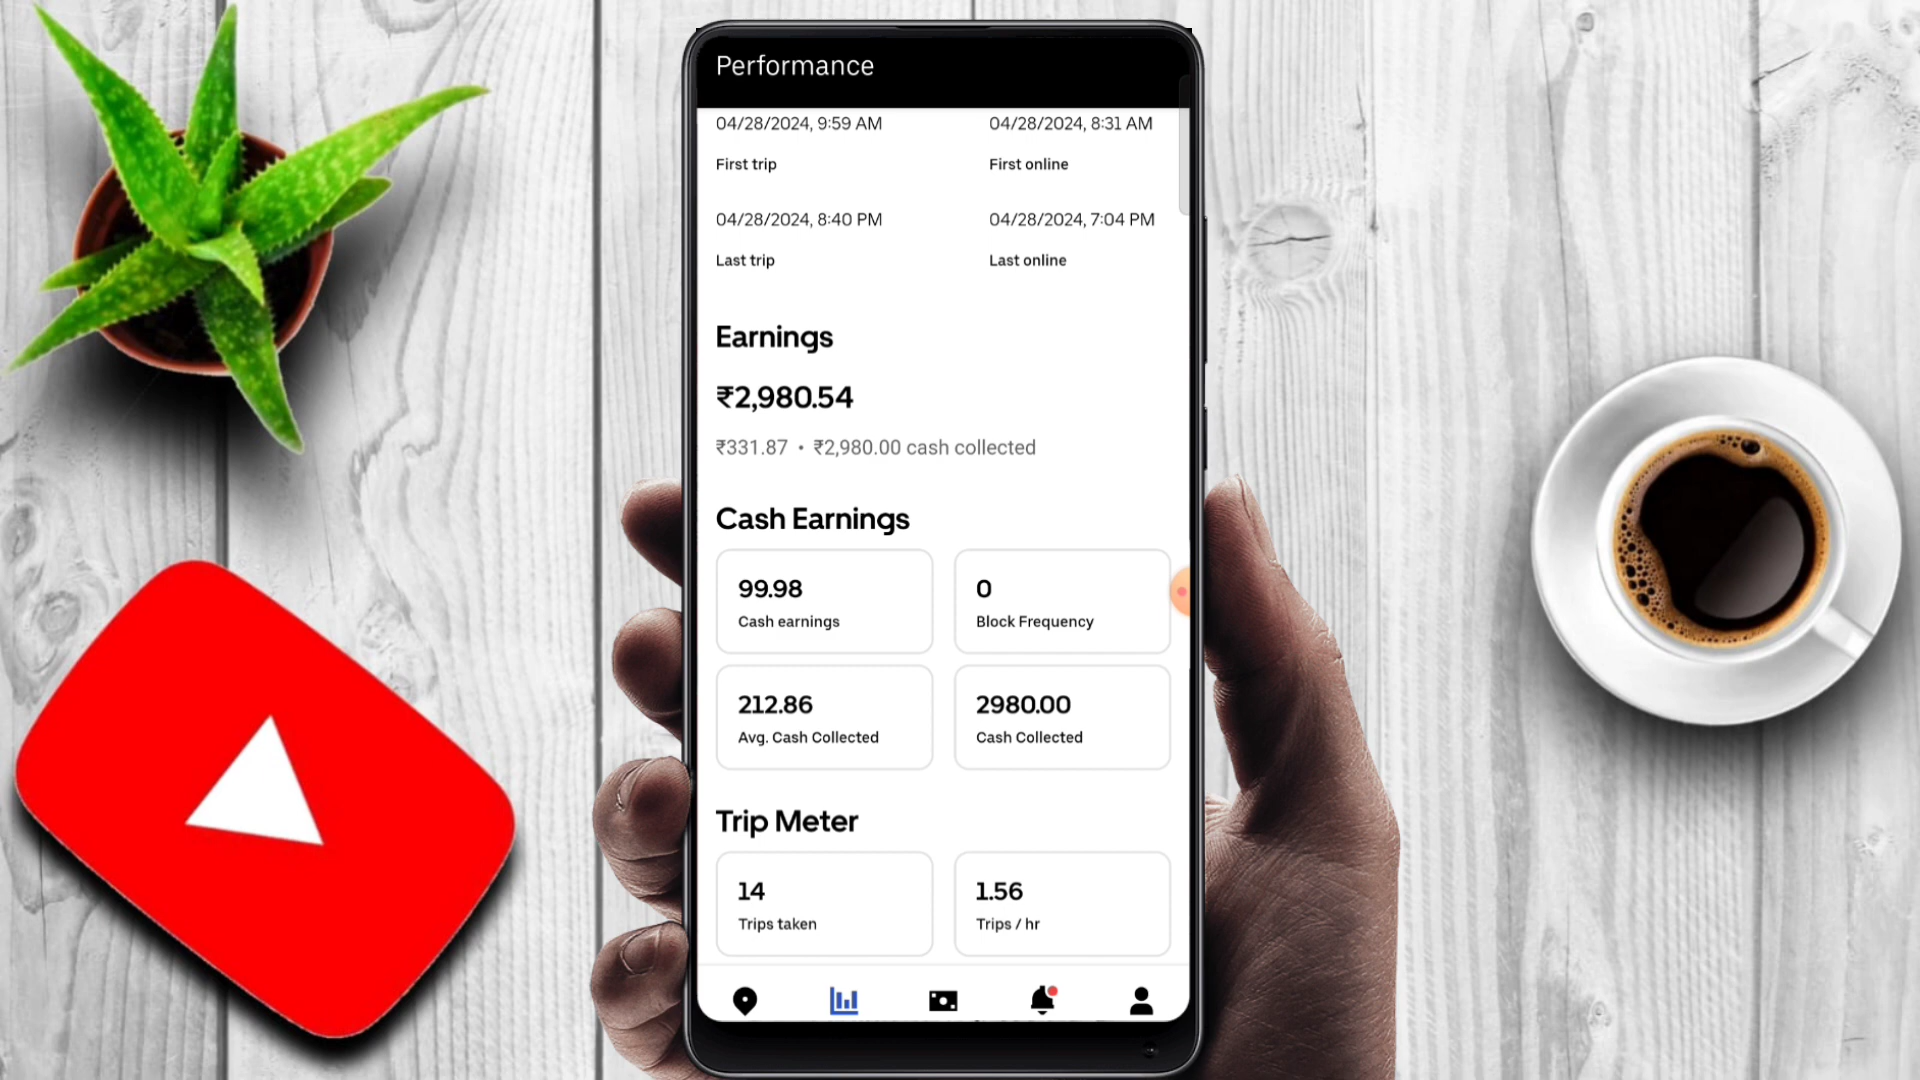 Performance
04/28/2024, 9:59 AM 04/28/2024, 8:31 AM
First trip First online
04/28/2024, 8:40 PM 04/28/2024, 7:04 PM
Last trip Last online
Earnings
₹2,980.54
₹331.87 • ₹2,980.00 cash collected
Cash Earnings
99.98 0
Cash earnings Block Frequency
212.86 2980.00
Avg. Cash Collected Cash Collected
Trip Meter
14 1.56
Trips taken Trips / hr